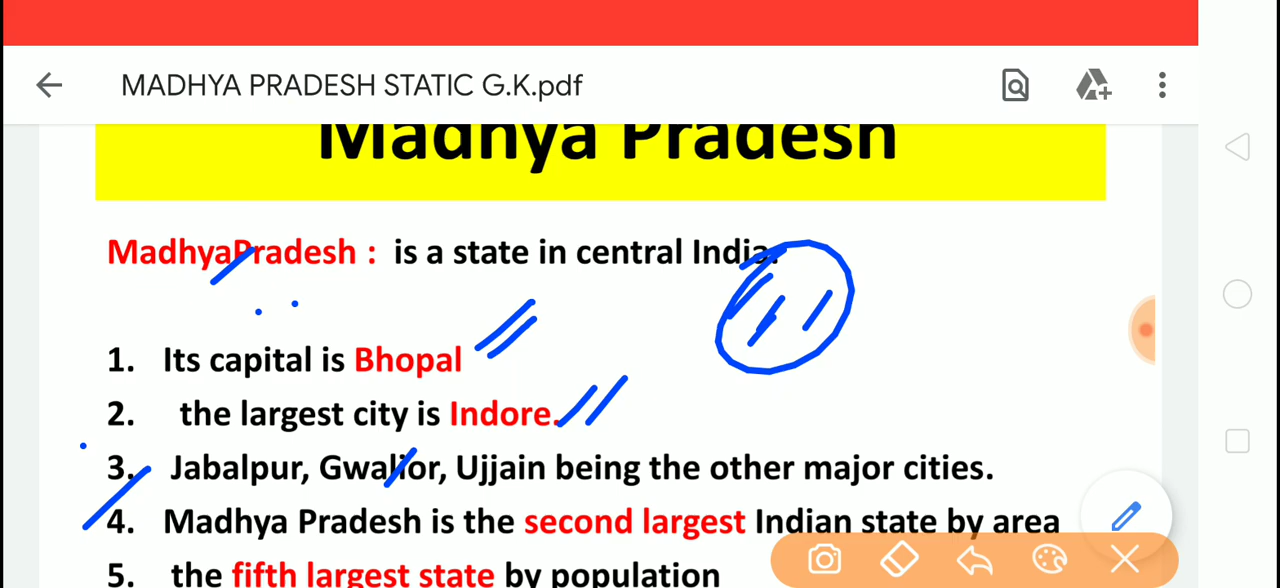 MADHYA PRADESH STATIC G.K.pdf
Madhya Pradesh
MadhyaPradesh : is a state in central India.
1. Its capital is Bhopal
2. the largest city is Indore.
3. Jabalpur, Gwalior, Ujjain being the other major cities.
4. Madhya Pradesh is the second largest Indian state by area
5. the fifth largest state by population